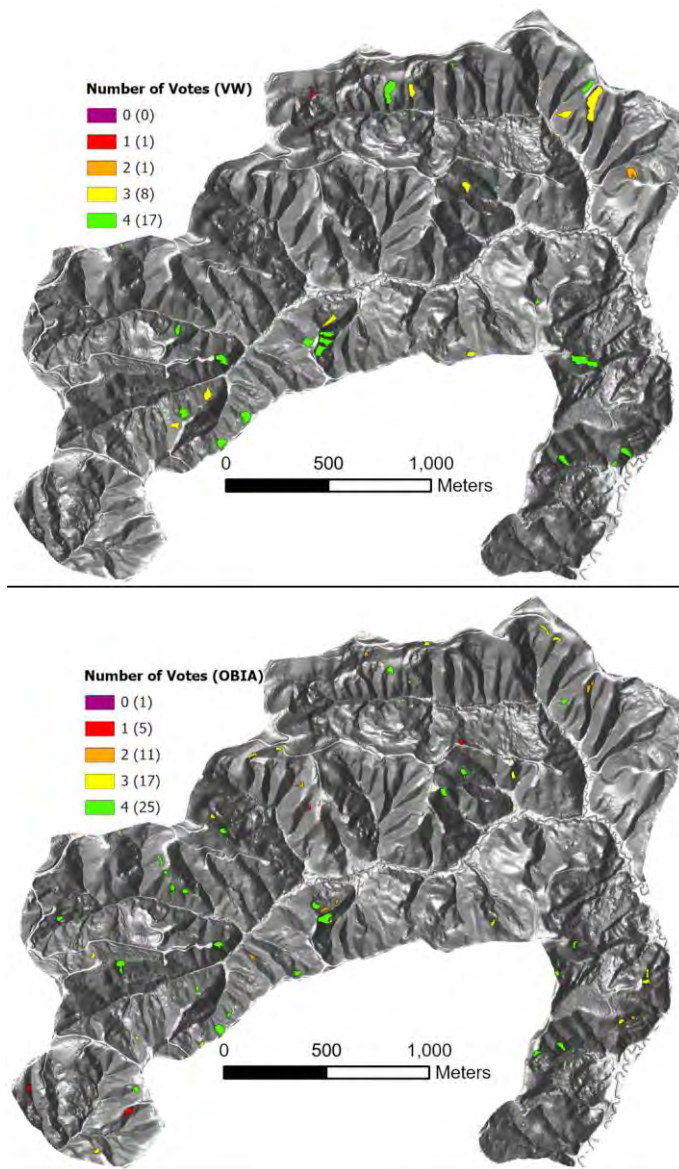 Number of Votes (VW)
0 (0)
1 (1)
2 (1)
3 (8)
4 (17)
0 500 1,000
Meters
Number of Votes (OBIA)
0 (1)
1 (5)
2 (11)
3 (17)
4 (25)
0 500 1,000
Meters